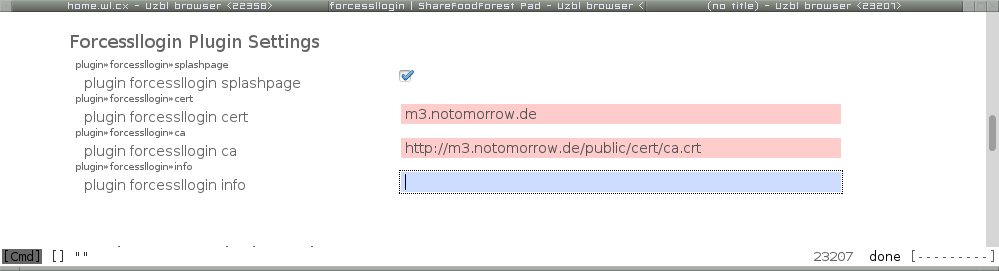 home.wl.cx - Uzbl browser <22358>
forcessllogin | ShareFoodForest Pad - Uzbl browser <
(no title) - Uzbl browser <23207>
Forcessllogin Plugin Settings
plugin»forcessllogin»splashpage
plugin forcessllogin splashpage
plugin»forcessllogin»cert
plugin forcessllogin cert
m3.notomorrow.de
plugin»forcessllogin»ca
plugin forcessllogin ca
http://m3.notomorrow.de/public/cert/ca.crt
plugin»forcessllogin»info
plugin forcessllogin info
[Cmd] [] "" 23207 done [---------]